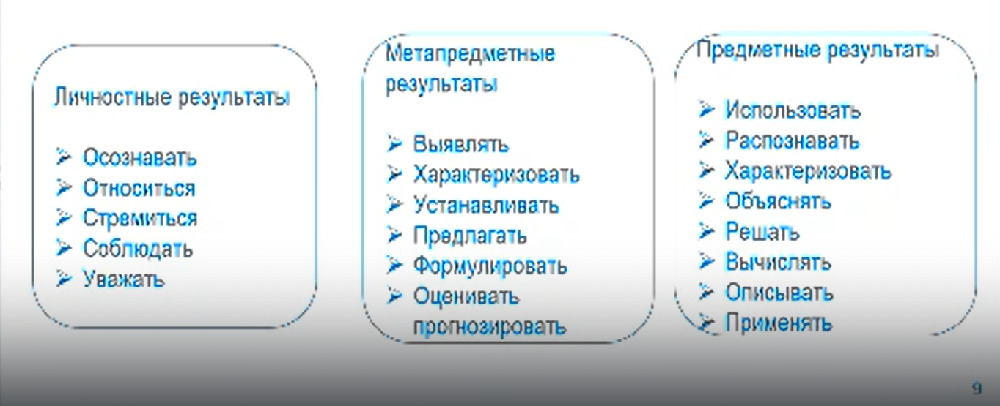 Личностные результаты
Осознавать
Относиться
Стремиться
Соблюдать
Уважать
Метапредметные
результаты
Выявлять
Характеризовать
Устанавливать
Предлагать
Формулировать
Оценивать
прогнозировать
Предметные результаты
Использовать
Распознавать
Характеризовать
Объяснять
Решать
Вычислять
Описывать
Применять
9